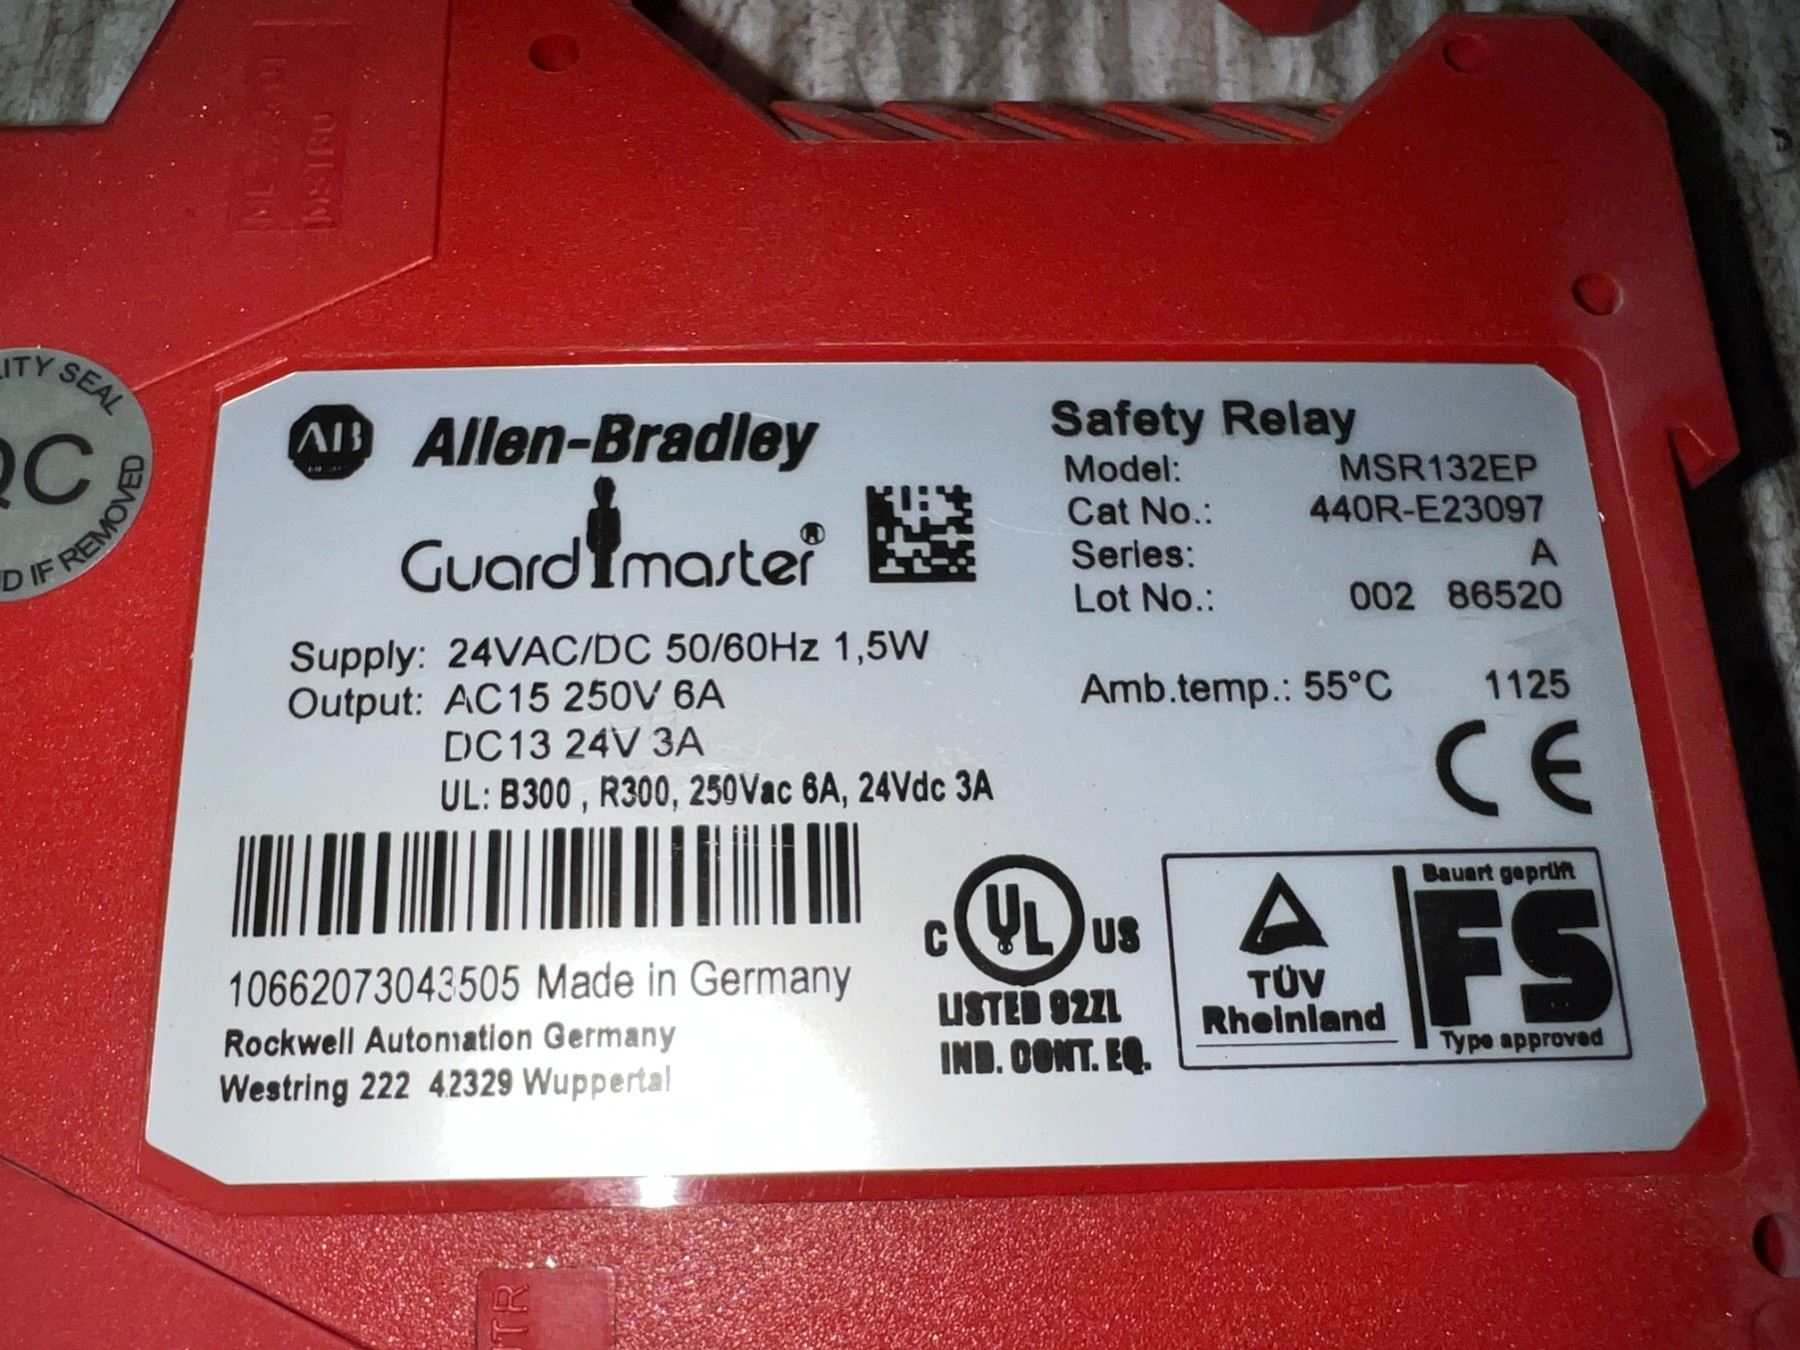 LITY SEAL
QC
D IF REMOVED
AB
Allen-Bradley
Guardmaster®
Safety Relay
Model: MSR132EP
Cat No.: 440R-E23097
Series: A
Lot No.: 002 86520
Supply: 24VAC/DC 50/60Hz 1,5W
Output: AC15 250V 6A
DC13 24V 3A
UL: B300 , R300, 250Vac 6A, 24Vdc 3A
Amb.temp.: 55°C 1125
CE
10662073043505 Made in Germany
Rockwell Automation Germany
Westring 222 42329 Wuppertal
C UL US
LISTED 92ZL
IND. CONT. EQ.
TÜV
Rheinland
Bauart geprüft
FS
Type approved